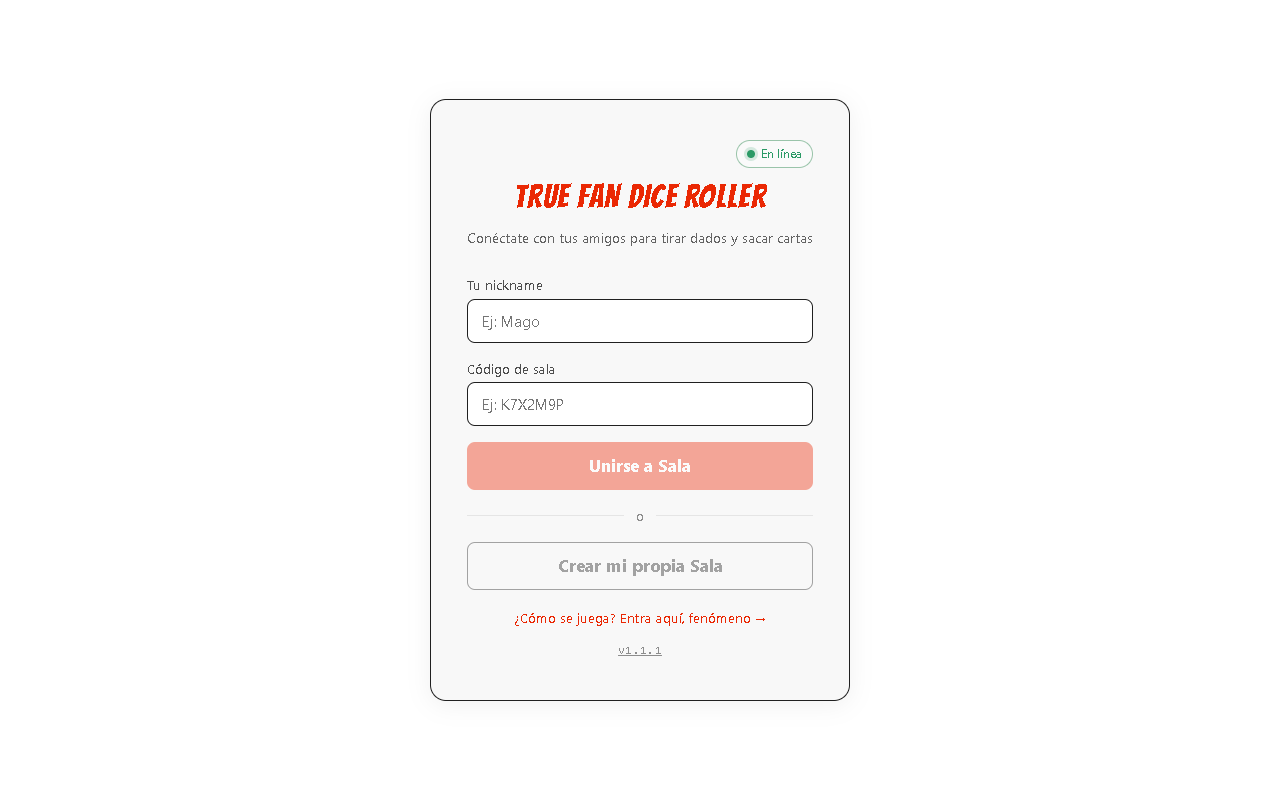 En línea
TRUE FAN DICE ROLLER
Conéctate con tus amigos para tirar dados y sacar cartas
Tu nickname
Ej: Mago
Código de sala
Ej: K7X2M9P
Unirse a Sala
o
Crear mi propia Sala
¿Cómo se juega? Entra aquí, fenómeno →
v1.1.1